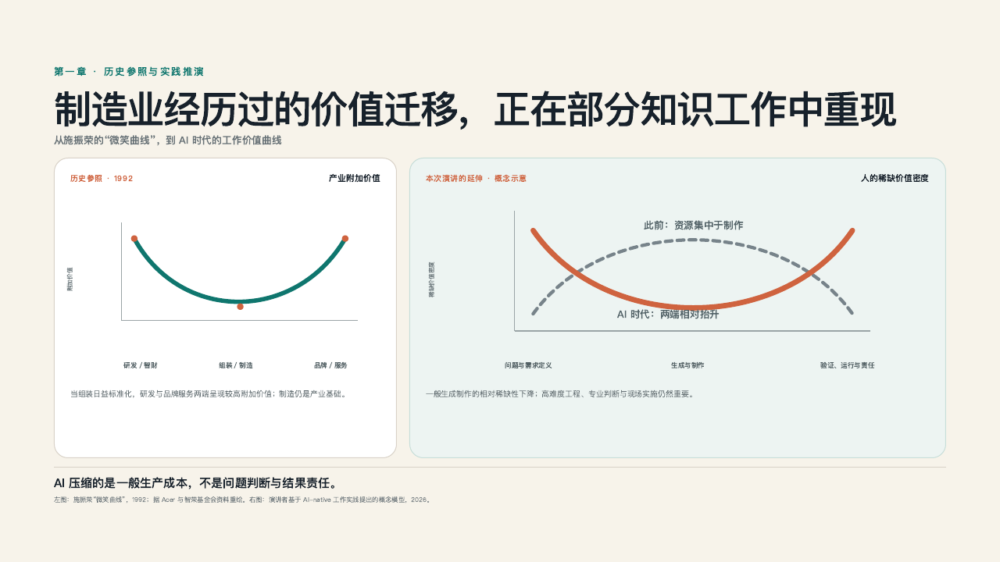 第一章 · 历史参照与实践推演
制造业经历过的价值迁移，正在部分知识工作中重现
从施振荣的“微笑曲线”，到 AI 时代的工作价值曲线
历史参照 · 1992
产业附加价值
附加价值
研发 / 智财
组装 / 制造
品牌 / 服务
当组装日益标准化，研发与品牌服务两端呈现较高附加价值；制造仍是产业基础。
本次演讲的延伸 · 概念示意
人的稀缺价值密度
稀缺价值密度
此前：资源集中于制作
AI 时代：两端相对抬升
问题与需求定义
生成与制作
验证、运行与责任
一般生成制作的相对稀缺性下降；高难度工程、专业判断与现场实施仍然重要。
AI 压缩的是一般生产成本，不是问题判断与结果责任。
左图：施振荣“微笑曲线”，1992；据 Acer 与智荣基金会资料重绘。右图：演讲者基于 AI-native 工作实践提出的概念模型，2026。